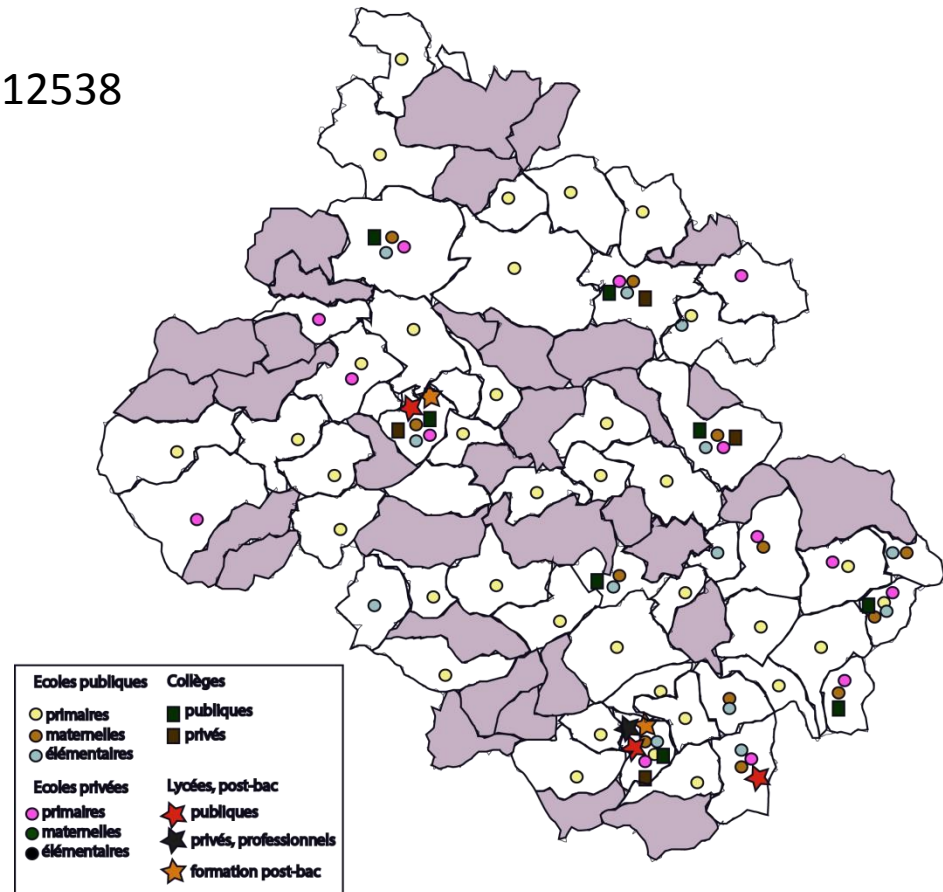 12538
Ecoles publiques
primaires
maternelles
élémentaires
Ecoles privées
primaires
maternelles
élémentaires
Collèges
publiques
privés
Lycées, post-bac
publiques
privés, professionnels
formation post-bac